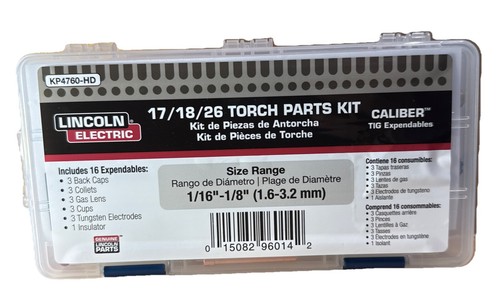 KP4760-HD
LINCOLN
ELECTRIC
17/18/26 TORCH PARTS KIT
Kit de Piezas de Antorcha
Kit de Pièces de Torche
CALIBER™
TIG Expendables
Includes 16 Expendables:
• 3 Back Caps
• 3 Collets
• 3 Gas Lens
• 3 Cups
• 3 Tungsten Electrodes
• 1 Insulator
GENUINE
LINCOLN
PARTS
Size Range
Rango de Diámetro | Plage de Diamètre
1/16"-1/8" (1.6-3.2 mm)
0 15082 96014 2
Contiene 16 consumibles:
• 3 Tapas traseras
• 3 Pinzas
• 3 Lentes de gas
• 3 Tazas
• 3 Electrodos de tungsteno
• 1 Aislante
Comprend 16 consommables:
• 3 Casquettes arrière
• 3 Pinces
• 3 Lentilles à Gaz
• 3 Tasses
• 3 Électrodes en tungstène
• 1 Isolant